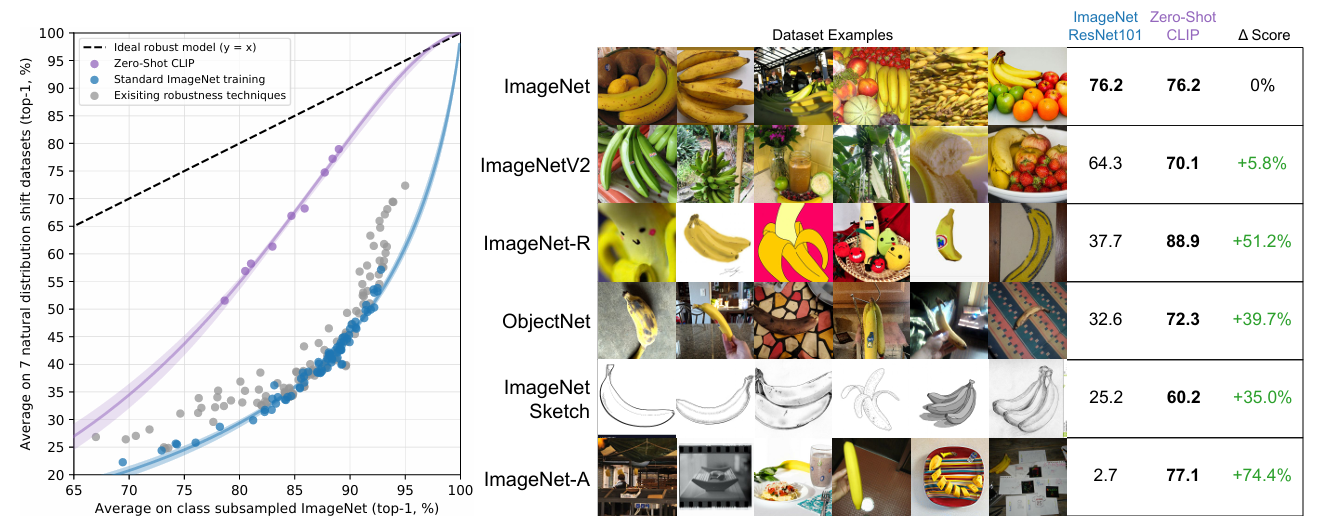 100
95
90
85
80
75
70
65
60
55
50
45
40
35
30
25
20
Average on 7 natural distribution shift datasets (top-1, %)
Ideal robust model (y = x)
Zero-Shot CLIP
Standard ImageNet training
Exisiting robustness techniques
65 70 75 80 85 90 95 100
Average on class subsampled ImageNet (top-1, %)
Dataset Examples
ImageNet
ResNet101
Zero-Shot
CLIP
Δ Score
ImageNet 76.2 76.2 0%
ImageNetV2 64.3 70.1 +5.8%
ImageNet-R 37.7 88.9 +51.2%
ObjectNet 32.6 72.3 +39.7%
ImageNet
Sketch 25.2 60.2 +35.0%
ImageNet-A 2.7 77.1 +74.4%